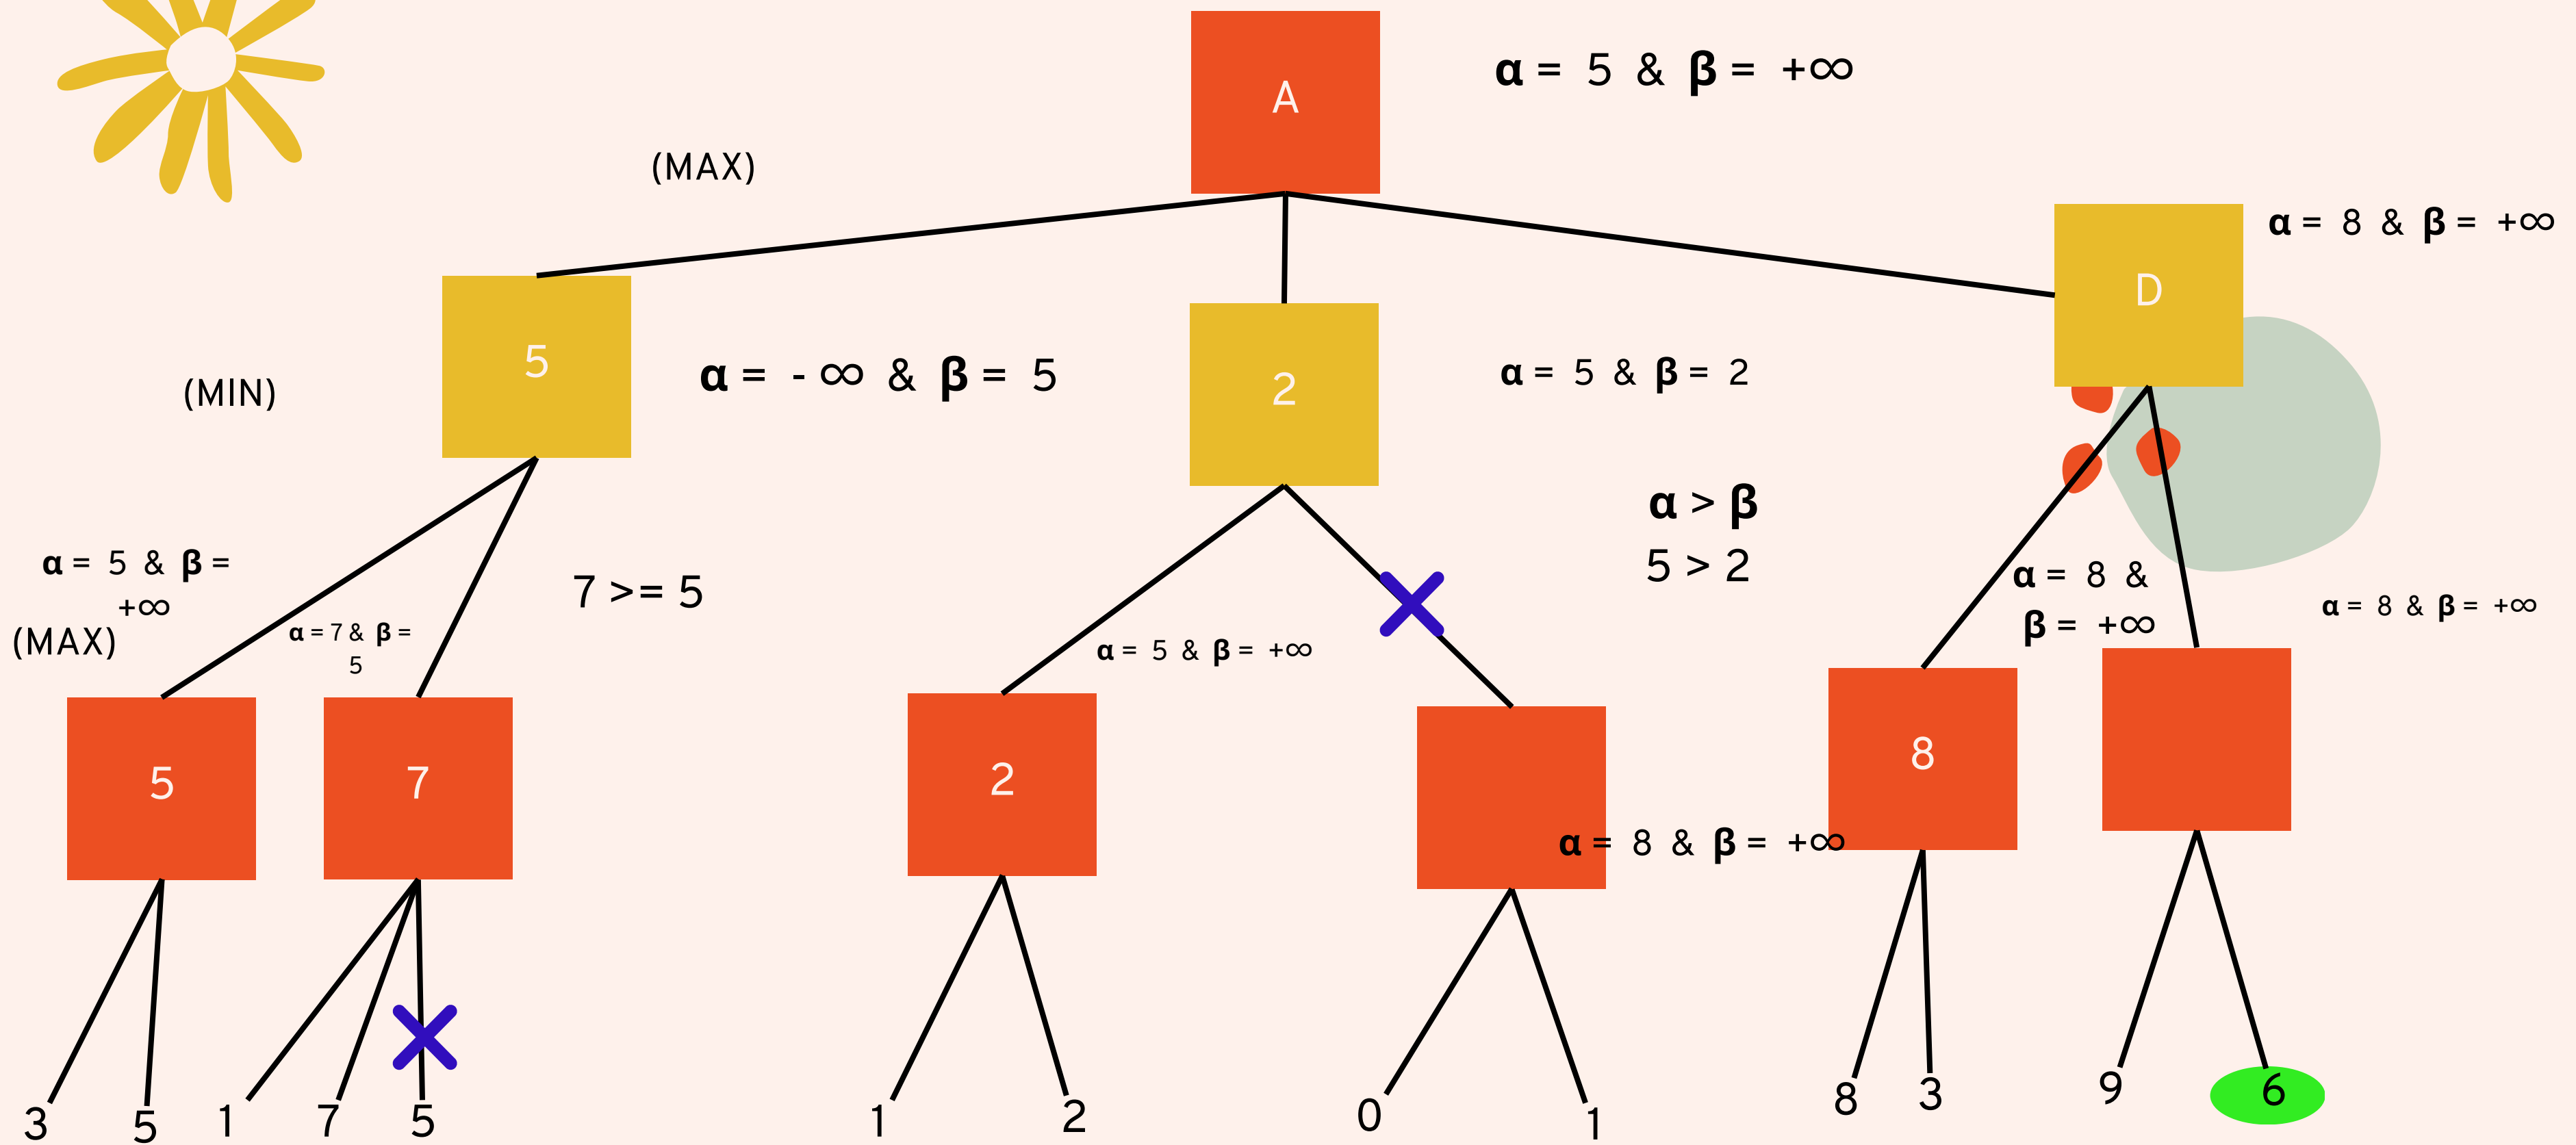 A
α = 5 & β = +∞
(MAX)
D
α = 8 & β = +∞
5
α = - ∞ & β = 5
2
α = 5 & β = 2
(MIN)
α > β
5 > 2
α = 5 & β =
+∞
7 >= 5
α = 7 & β =
5
(MAX)
α = 5 & β = +∞
α = 8 &
β = +∞
α = 8 & β = +∞
5
7
2
8
α = 8 & β = +∞
3
5
1
7
5
1
2
0
1
8
3
9
6